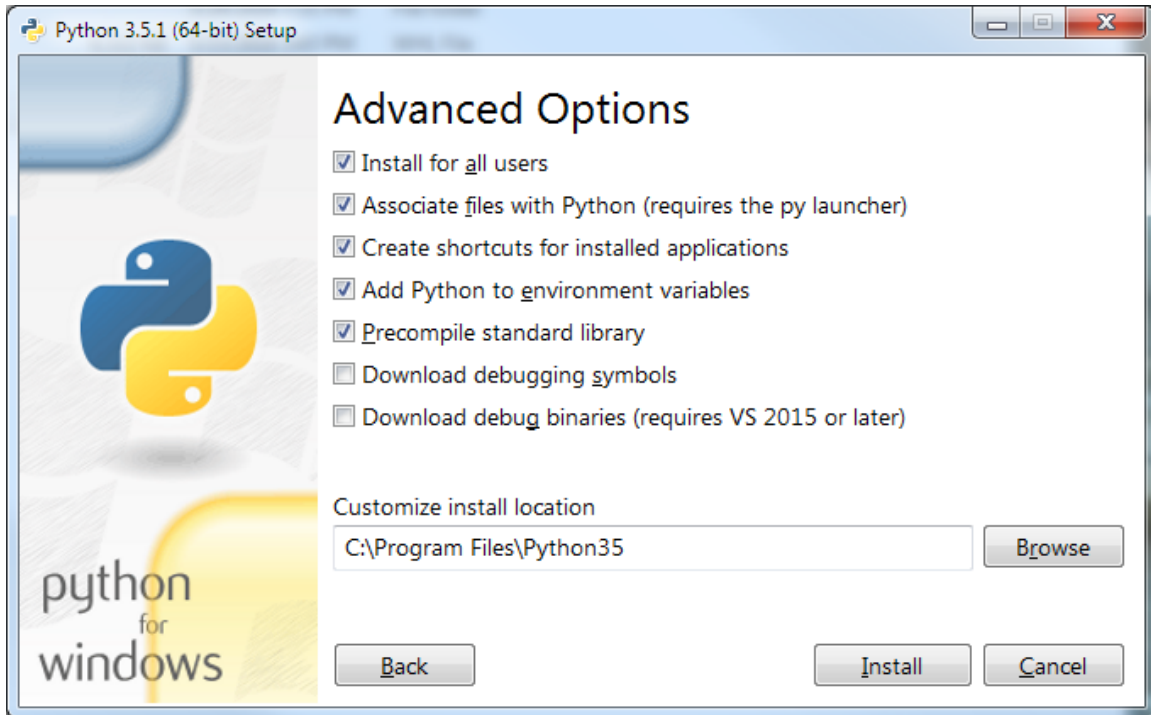 Python 3.5.1 (64-bit) Setup
Advanced Options
Install for all users
Associate files with Python (requires the py launcher)
Create shortcuts for installed applications
Add Python to environment variables
Precompile standard library
Download debugging symbols
Download debug binaries (requires VS 2015 or later)
Customize install location
C:\Program Files\Python35
Browse
python
for
windows
Back
Install
Cancel